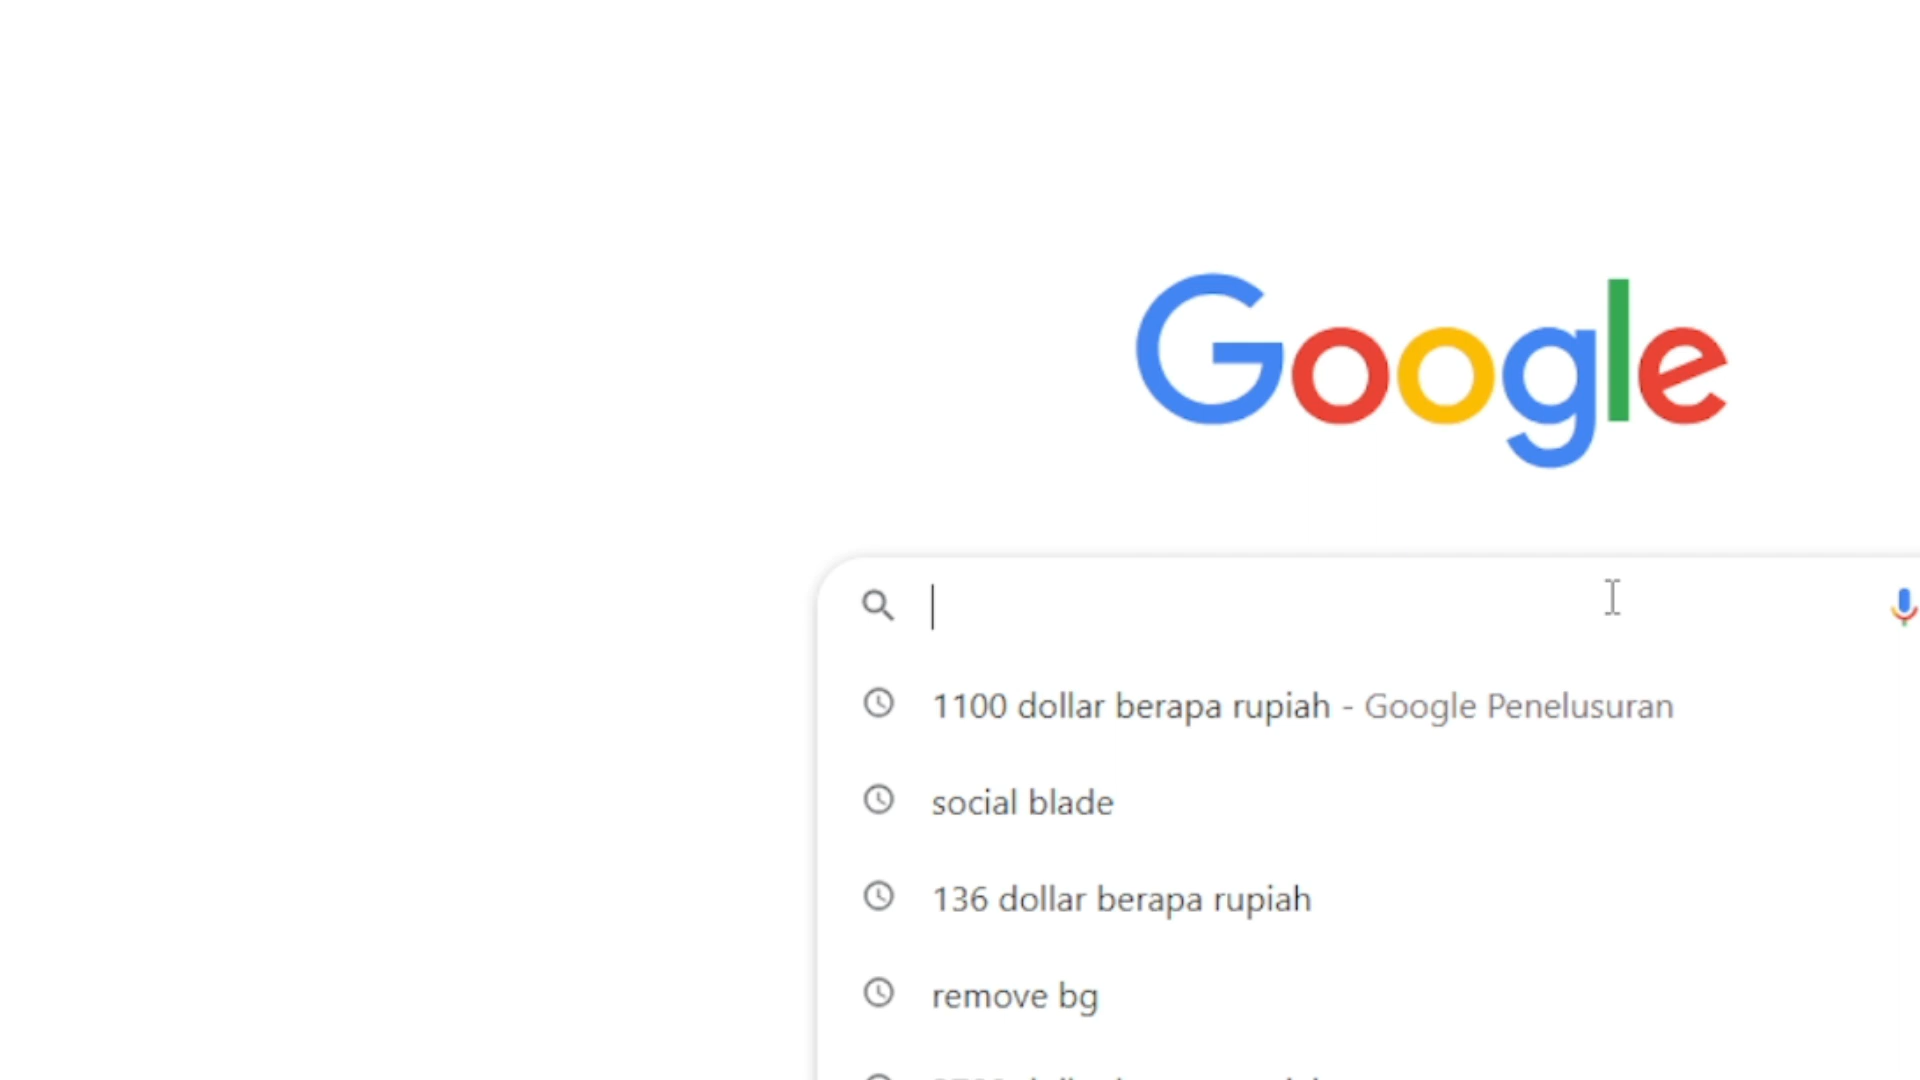 Google
1100 dollar berapa rupiah - Google Penelusuran
social blade
136 dollar berapa rupiah
remove bg